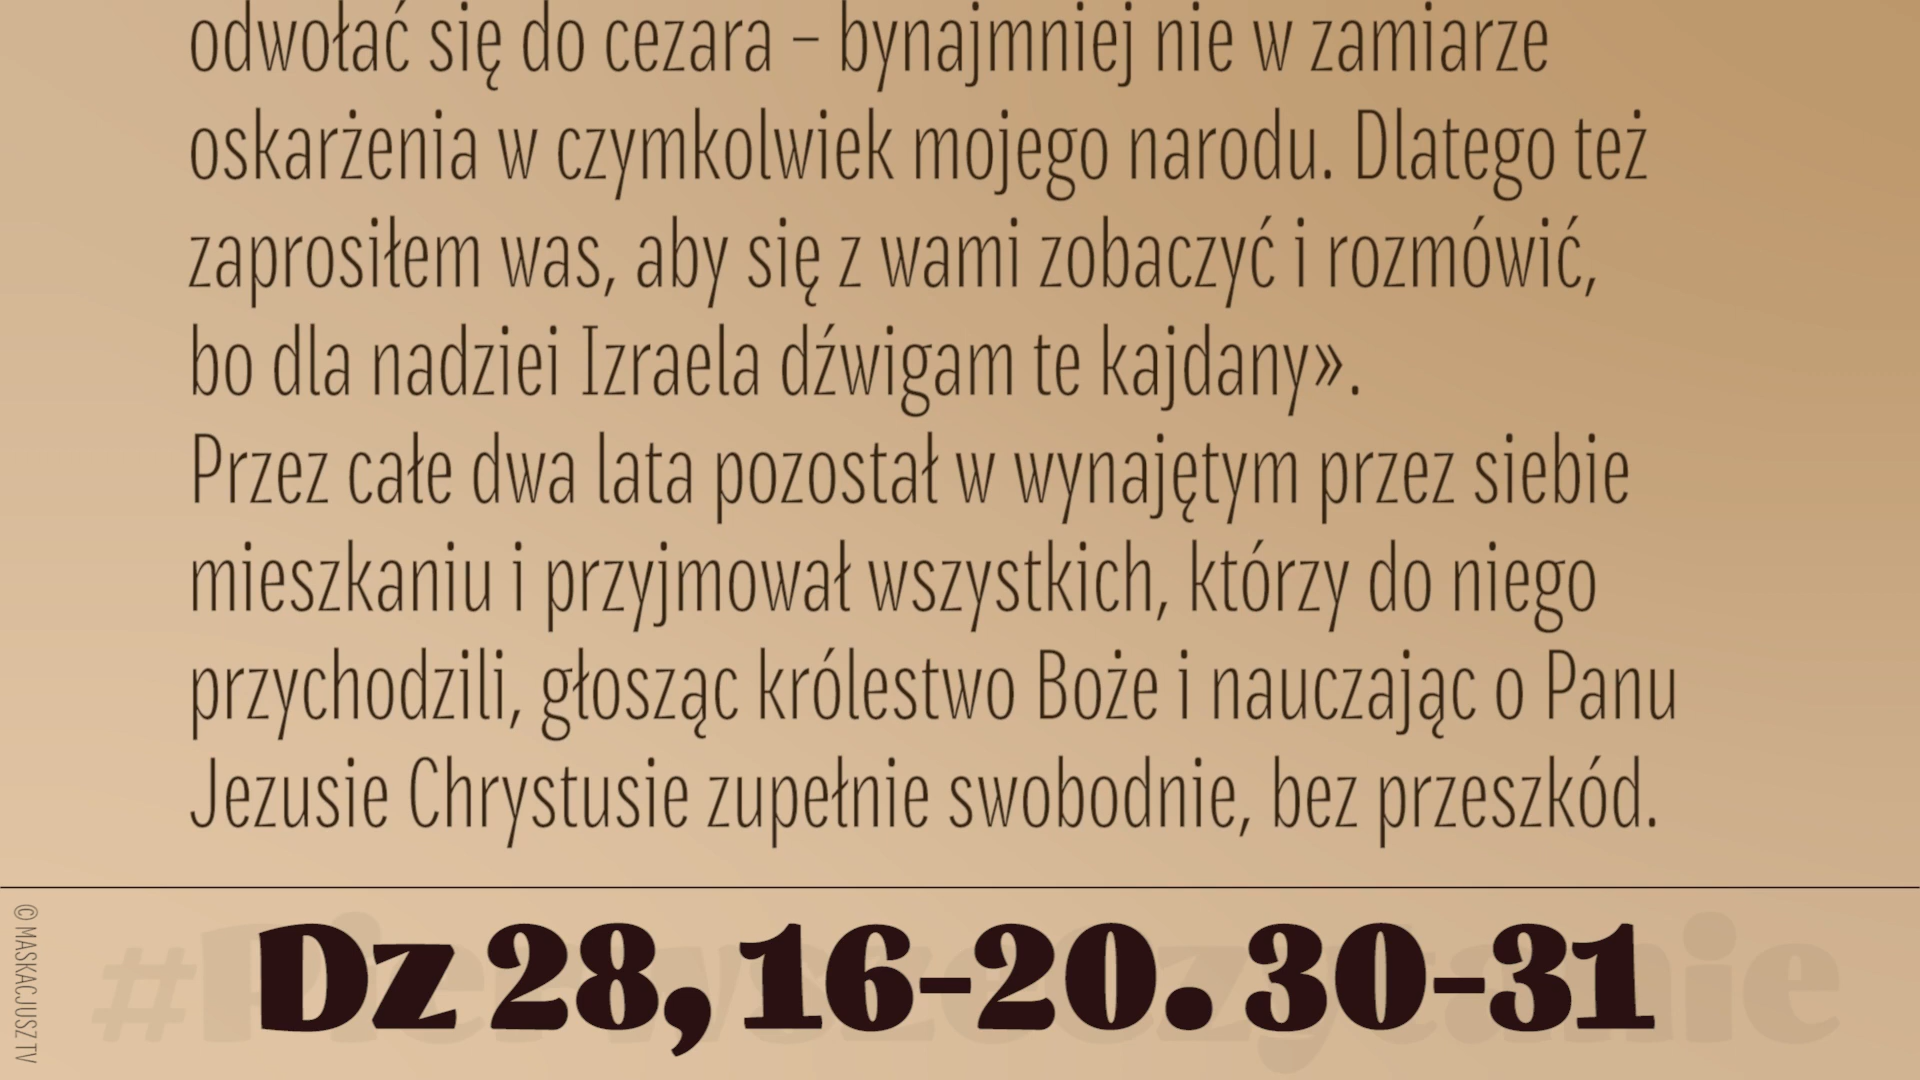 odwołać się do cezara – bynajmniej nie w zamiarze
oskarżenia w czymkolwiek mojego narodu. Dlatego też
zaprosiłem was, aby się z wami zobaczyć i rozmówić,
bo dla nadziei Izraela dźwigam te kajdany».
Przez całe dwa lata pozostał w wynajętym przez siebie
mieszkaniu i przyjmował wszystkich, którzy do niego
przychodzili, głosząc królestwo Boże i nauczając o Panu
Jezusie Chrystusie zupełnie swobodnie, bez przeszkód.
#PierwszeCzytanie
Dz 28, 16-20. 30-31
© MASKACJUSZ TV